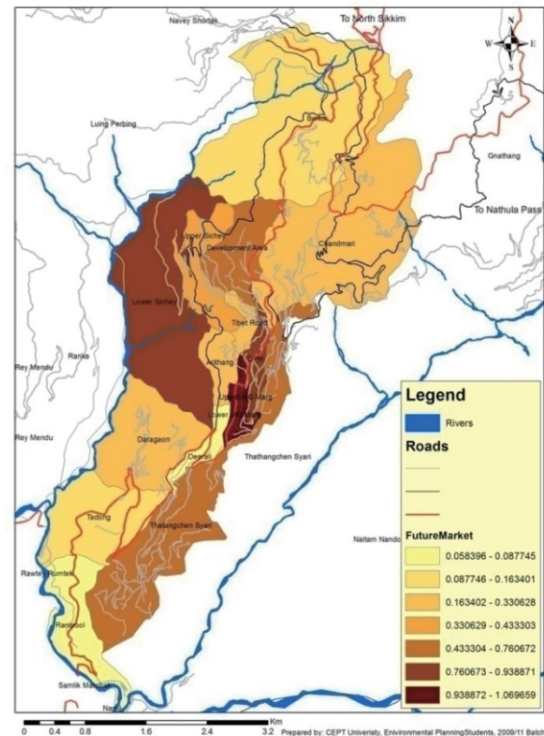 Navey Shortak
To North Sikkim
N
W E
S
Luing Perbing
Gnathang
To Nathula Pass
Upper Sichey
Development Area
Chandmari
Lower Sichey
Tibet Road
Ranka
Rey Mendu
Arithang
Rey Mendu
Daragaon
Deorali
Thathangchen Syari
Tadong
Thatangchen Syari
Naitam Nando
Rawtey Rumtek
Ranipool
Samlik Marchak
Legend
Rivers
Roads
FutureMarket
0.058396 - 0.087745
0.087746 - 0.163401
0.163402 - 0.330628
0.330629 - 0.433303
0.433304 - 0.760672
0.760673 - 0.938871
0.938872 - 1.069659
Km
0 0.4 0.8 1.6 2.4 3.2
Prepared by: CEPT Univeristy, Enivironmental PlanningStudents, 2009/11 Batch